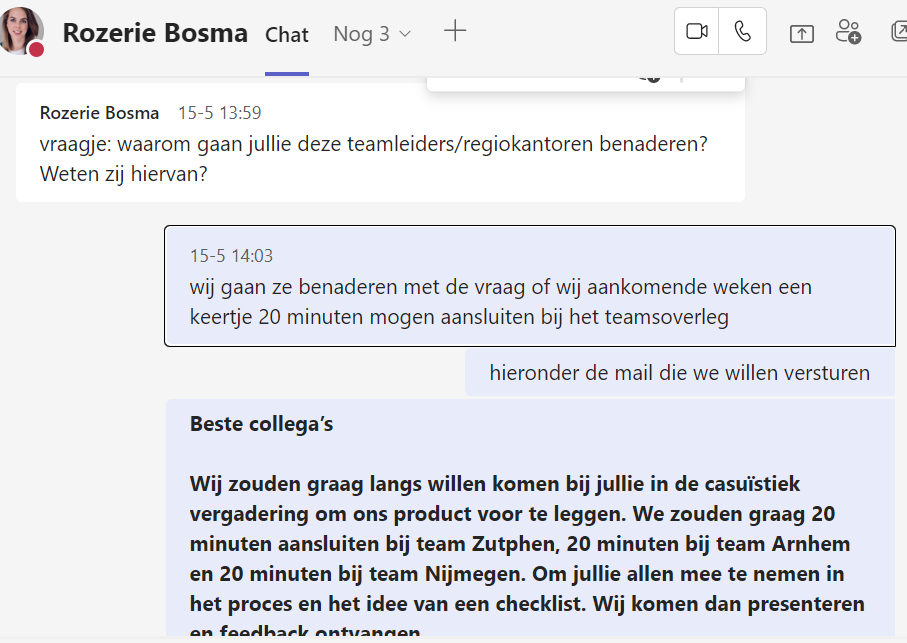 Rozerie Bosma Chat Nog 3
Rozerie Bosma 15-5 13:59
vraagje: waarom gaan jullie deze teamleiders/regiokantoren benaderen?
Weten zij hiervan?
15-5 14:03
wij gaan ze benaderen met de vraag of wij aankomende weken een
keertje 20 minuten mogen aansluiten bij het teamsoverleg
hieronder de mail die we willen versturen
Beste collega's
Wij zouden graag langs willen komen bij jullie in de casuïstiek
vergadering om ons product voor te leggen. We zouden graag 20
minuten aansluiten bij team Zutphen, 20 minuten bij team Arnhem
en 20 minuten bij team Nijmegen. Om jullie allen mee te nemen in
het proces en het idee van een checklist. Wij komen dan presenteren
en feedback ontvangen